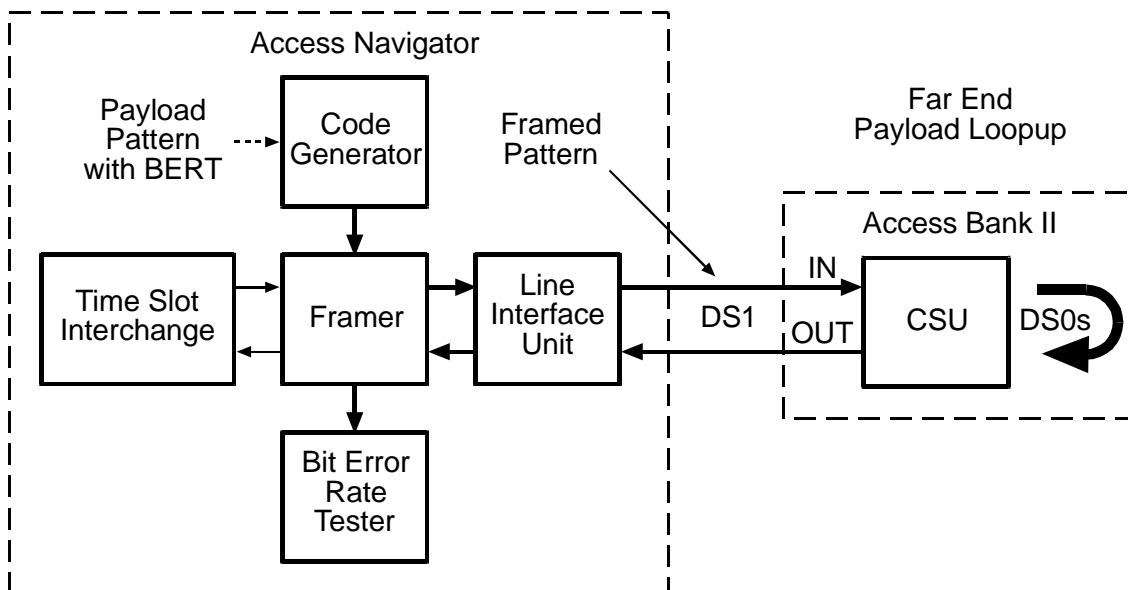 Access Navigator
Payload
Pattern
with BERT
Code
Generator
Framed
Pattern
Far End
Payload Loopup
Access Bank II
Time Slot
Interchange
Framer
Line
Interface
Unit
DS1
IN
OUT
CSU
DS0s
Bit Error
Rate
Tester